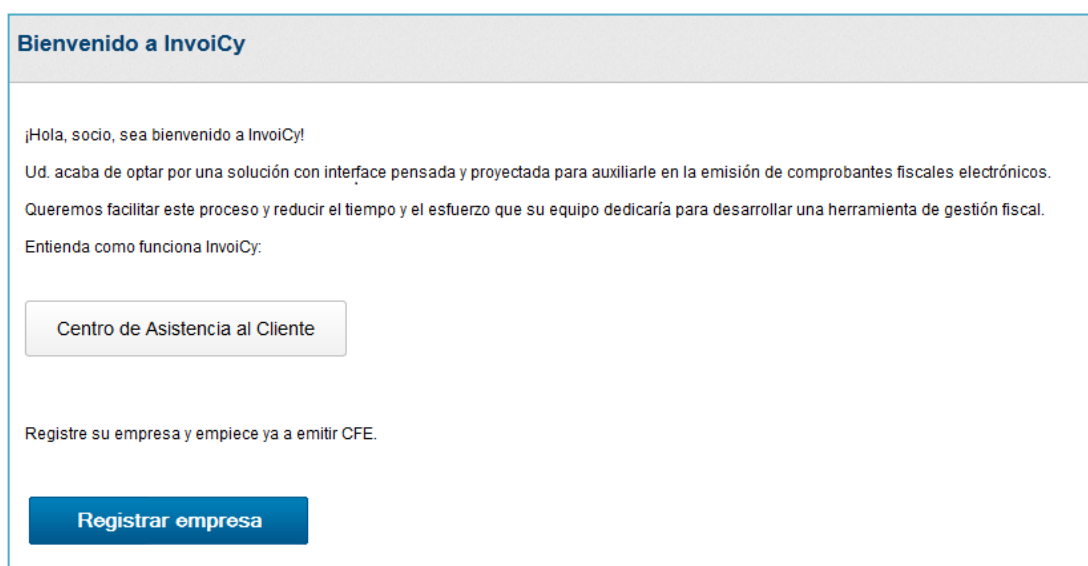 Bienvenido a InvoiCy
¡Hola, socio, sea bienvenido a InvoiCy!
Ud. acaba de optar por una solución con interface pensada y proyectada para auxiliarle en la emisión de comprobantes fiscales electrónicos.
Queremos facilitar este proceso y reducir el tiempo y el esfuerzo que su equipo dedicaría para desarrollar una herramienta de gestión fiscal.
Entienda como funciona InvoiCy:
Centro de Asistencia al Cliente
Registre su empresa y empiece ya a emitir CFE.
Registrar empresa